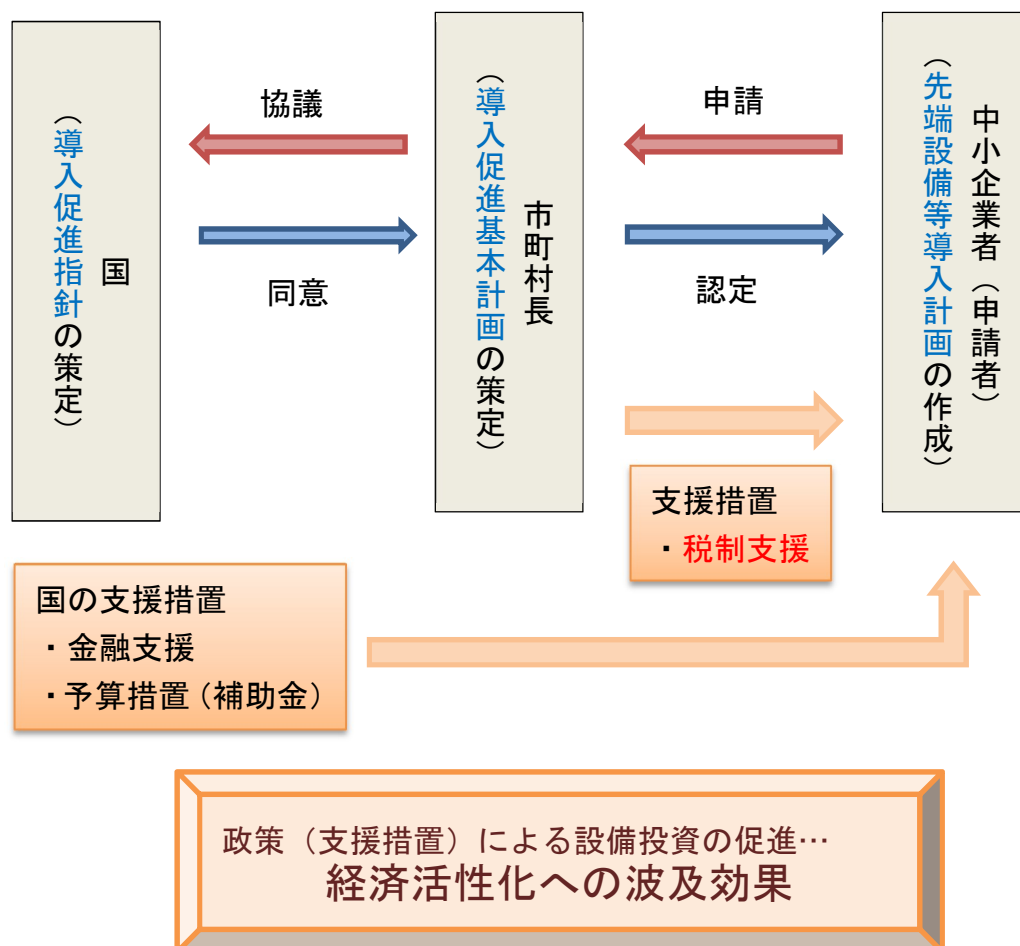 国
（導入促進指針の策定）
協議
同意
市町村長
（導入促進基本計画の策定）
申請
認定
中小企業者（申請者）
（先端設備等導入計画の作成）
支援措置
・税制支援
国の支援措置
・金融支援
・予算措置（補助金）
政策（支援措置）による設備投資の促進…
経済活性化への波及効果